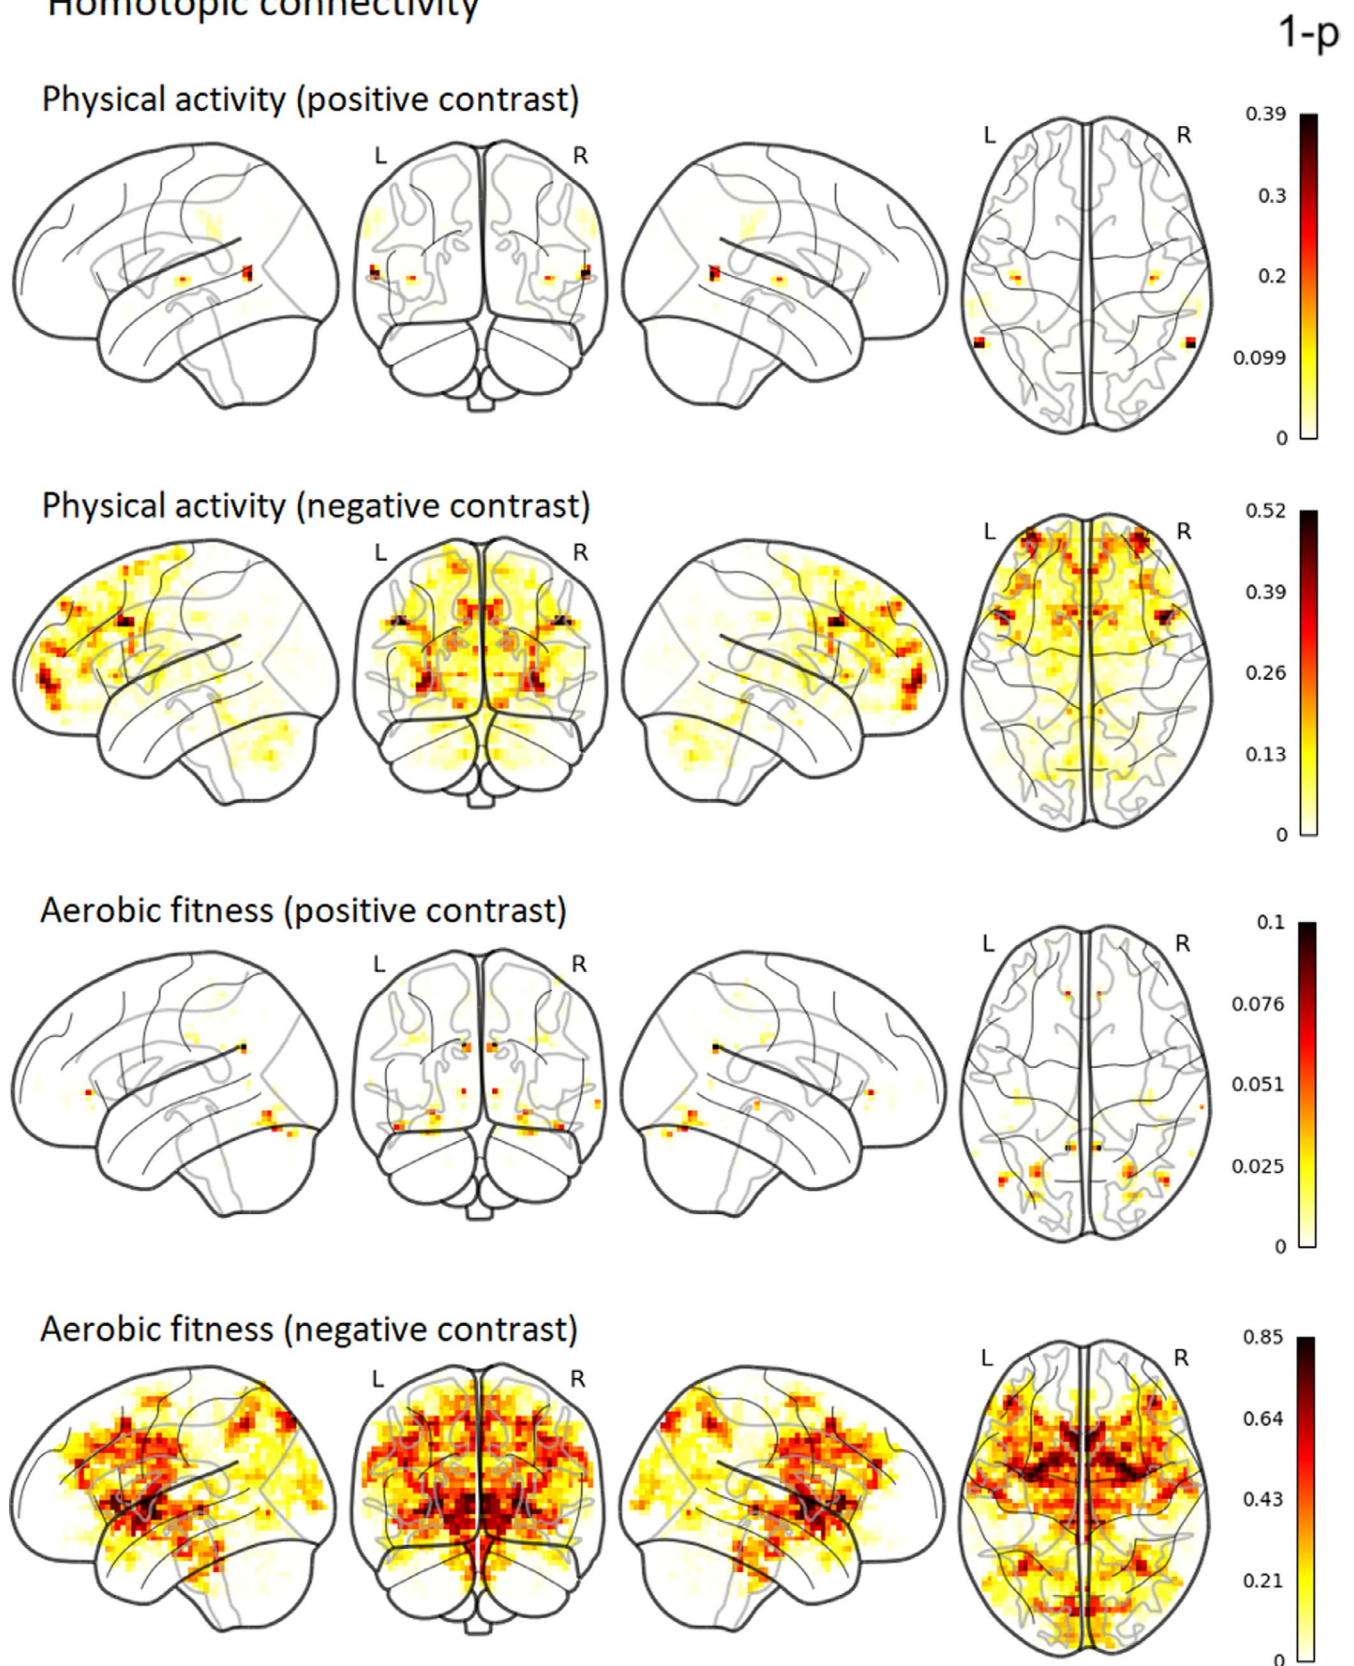 Homotopic connectivity
1-p
Physical activity (positive contrast)
L R L R
0.39
0.3
0.2
0.099
0
Physical activity (negative contrast)
L R L R
0.52
0.39
0.26
0.13
0
Aerobic fitness (positive contrast)
L R L R
0.1
0.076
0.051
0.025
0
Aerobic fitness (negative contrast)
L R L R
0.85
0.64
0.43
0.21
0